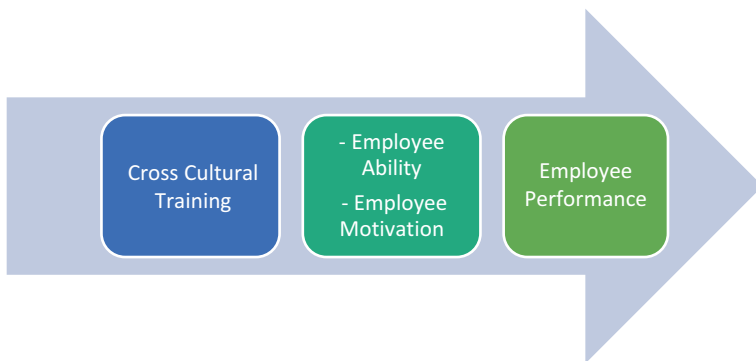 Cross Cultural
Training
- Employee
Ability
- Employee
Motivation
Employee
Performance